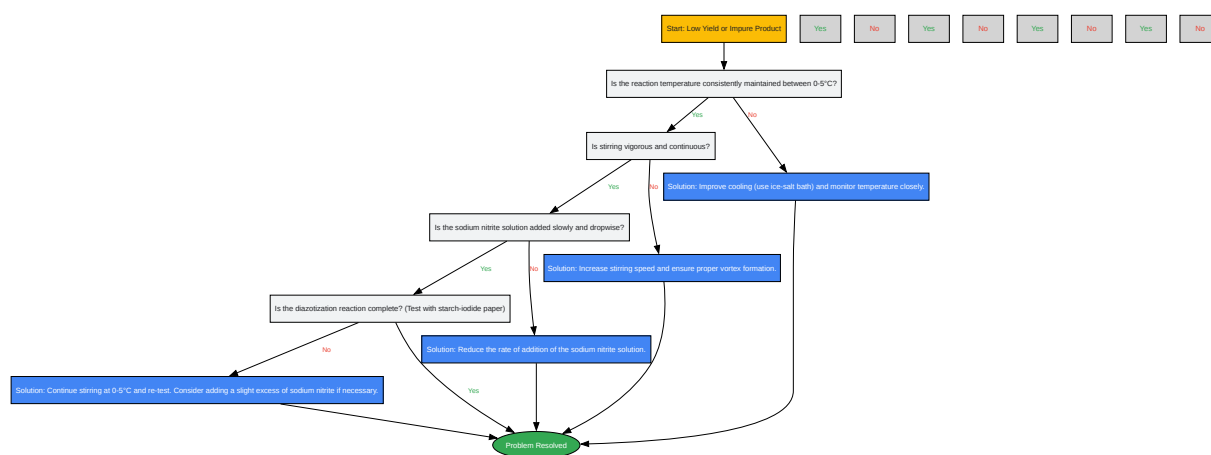 Start: Low Yield or Impure Product
Yes
No
Yes
No
Yes
No
Yes
No
Is the reaction temperature consistently maintained between 0-5°C?
Yes
No
Is stirring vigorous and continuous?
Yes
No
Solution: Improve cooling (use ice-salt bath) and monitor temperature closely.
Is the sodium nitrite solution added slowly and dropwise?
Yes
No
Solution: Increase stirring speed and ensure proper vortex formation.
Is the diazotization reaction complete? (Test with starch-iodide paper)
No
Solution: Reduce the rate of addition of the sodium nitrite solution.
Solution: Continue stirring at 0-5°C and re-test. Consider adding a slight excess of sodium nitrite if necessary.
Yes
Problem Resolved